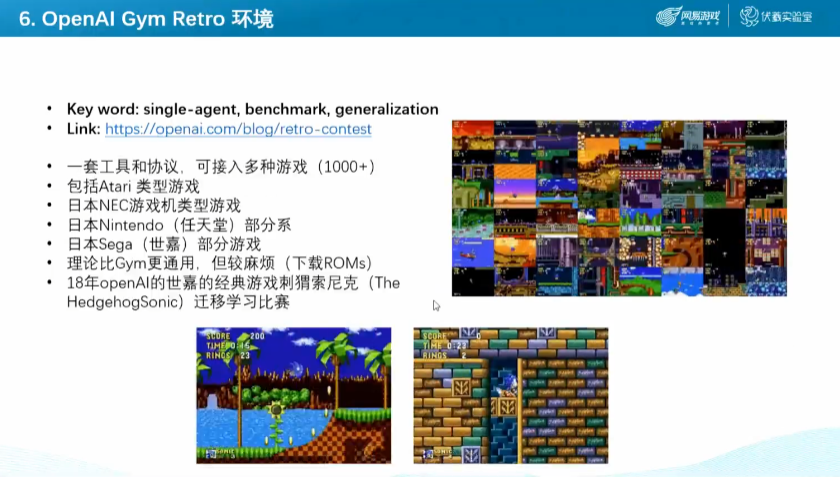 6. OpenAI Gym Retro 环境
网易游戏
伏羲实验室
• Key word: single-agent, benchmark, generalization
• Link: https://openai.com/blog/retro-contest
• 一套工具和协议，可接入多种游戏（1000+）
• 包括Atari 类型游戏
• 日本NEC游戏机类型游戏
• 日本Nintendo（任天堂）部分系
• 日本Sega（世嘉）部分游戏
• 理论比Gym更通用，但较麻烦（下载ROMs）
• 18年openAI的世嘉的经典游戏刺猬索尼克（The
HedgehogSonic）迁移学习比赛
SCORE 200
TIME 0:15
RINGS 23
SCORE 0
TIME 0:23
RINGS 2